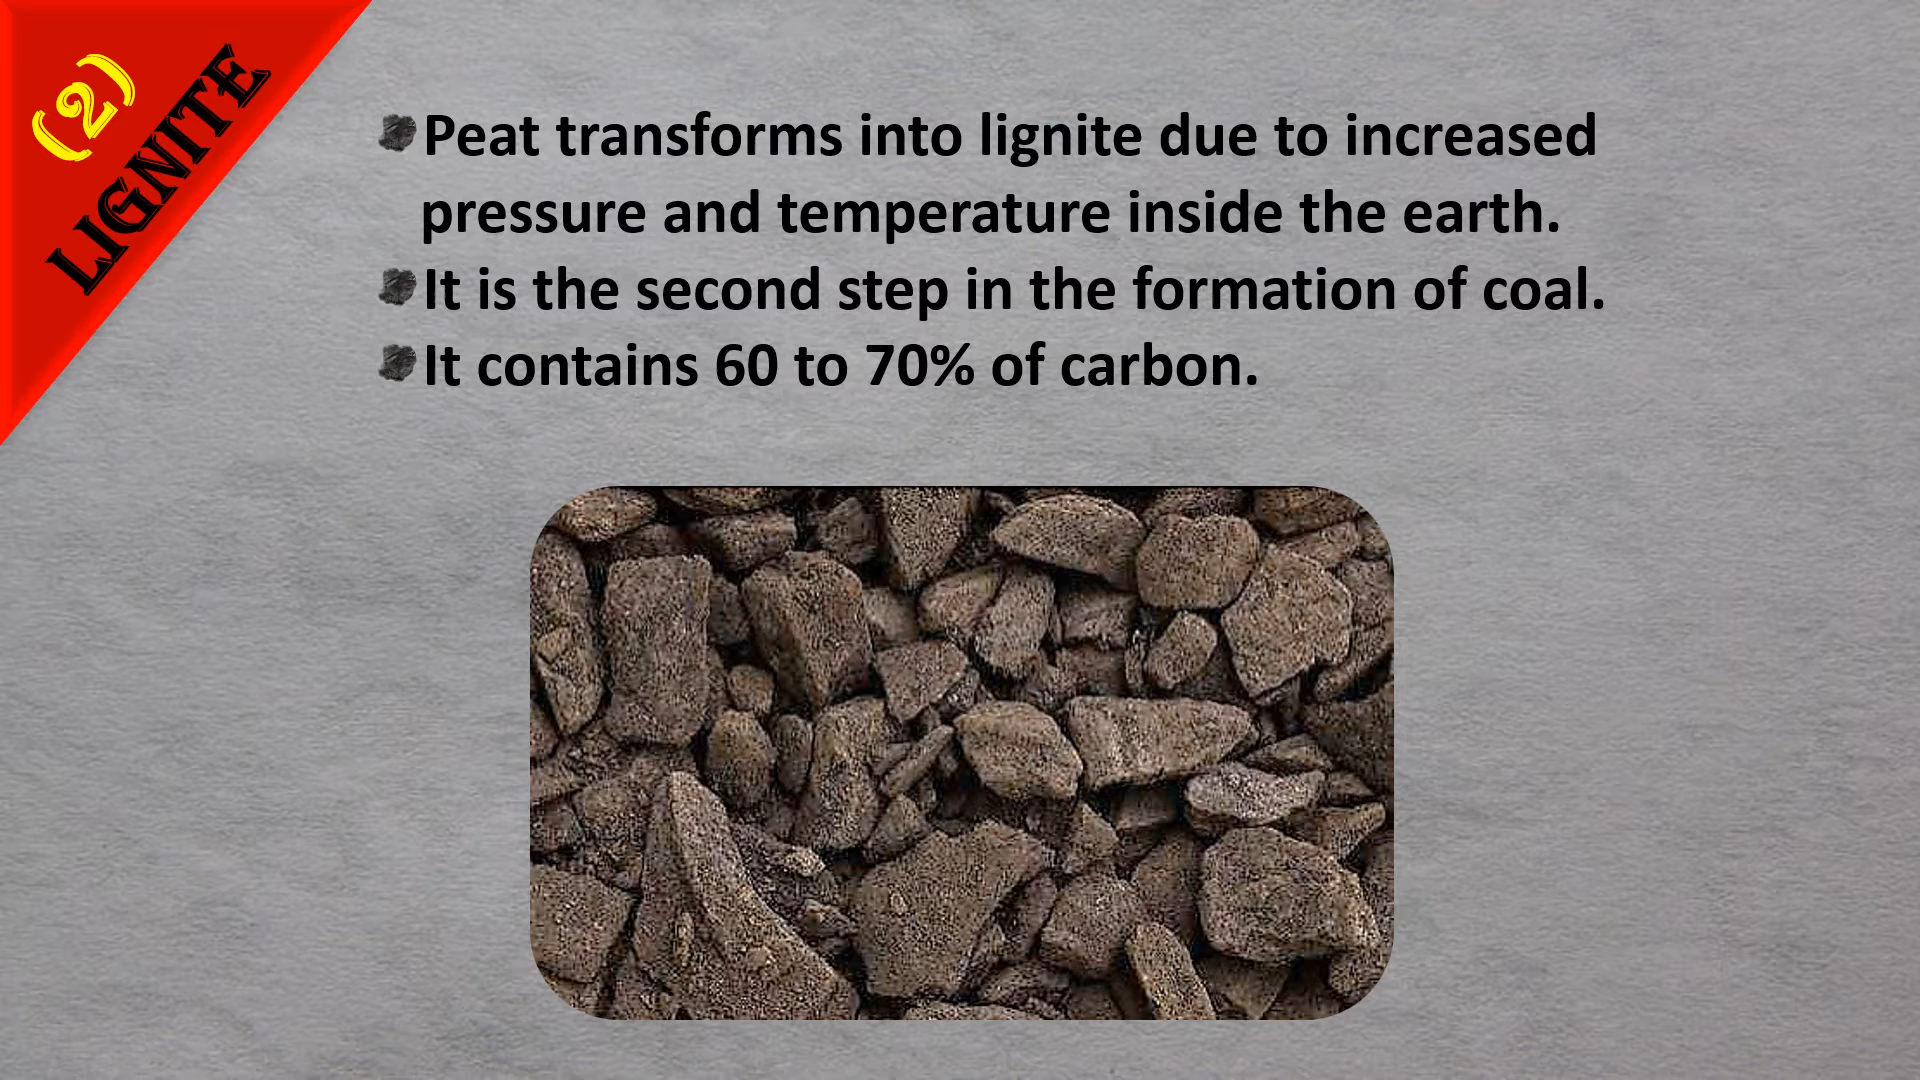 (2)
LIGNITE
Peat transforms into lignite due to increased
pressure and temperature inside the earth.
It is the second step in the formation of coal.
It contains 60 to 70% of carbon.